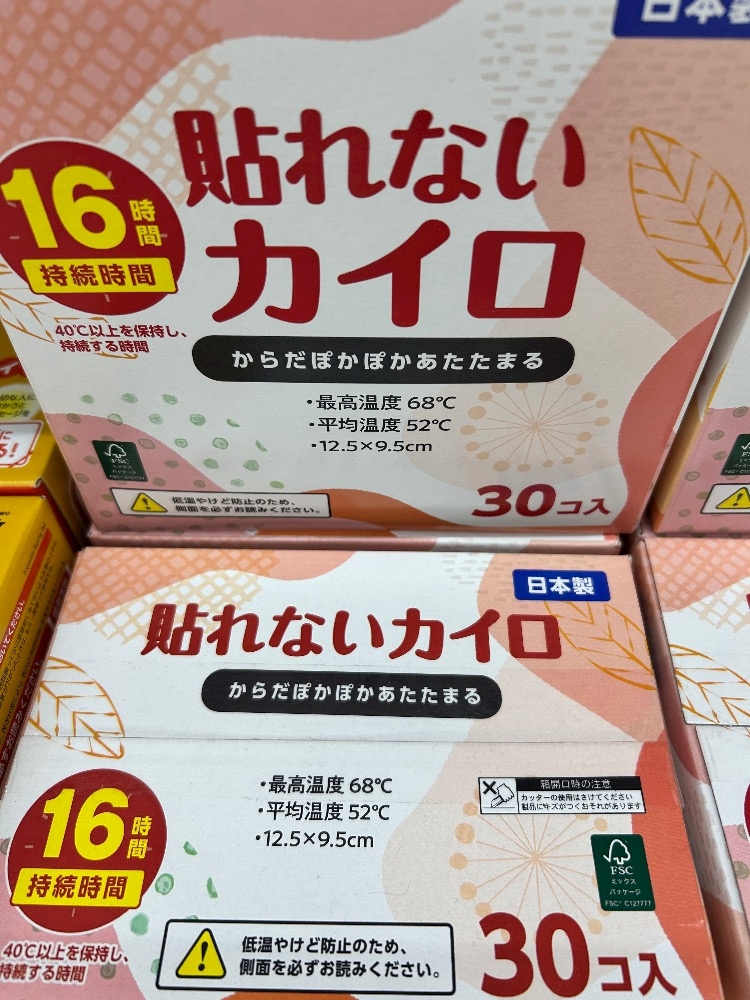 日本製
貼れない
カイロ
16時間
持続時間
40℃以上を保持し、
持続する時間
からだぽかぽかあたたまる
・最高温度 68℃
・平均温度 52℃
・12.5×9.5cm
FSC
ミックス
パッケージ
低温やけど防止のため、
側面を必ずお読みください。
30コ入
日本製
貼れないカイロ
からだぽかぽかあたたまる
16時間
持続時間
40℃以上を保持し、
持続する時間
・最高温度 68℃
・平均温度 52℃
・12.5×9.5cm
箱開口時の注意
カッターの使用はさけてください
製品にキズがつくおそれがあります
FSC
ミックス
パッケージ
FSC® C127777
低温やけど防止のため、
側面を必ずお読みください。
30コ入